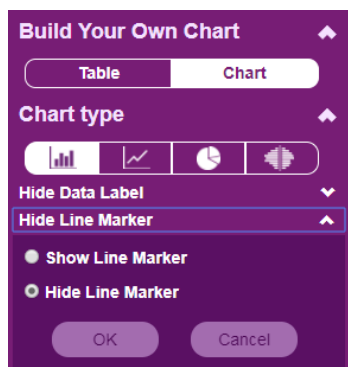 Build Your Own Chart
Table Chart
Chart type
Hide Data Label
Hide Line Marker
Show Line Marker
Hide Line Marker
OK Cancel